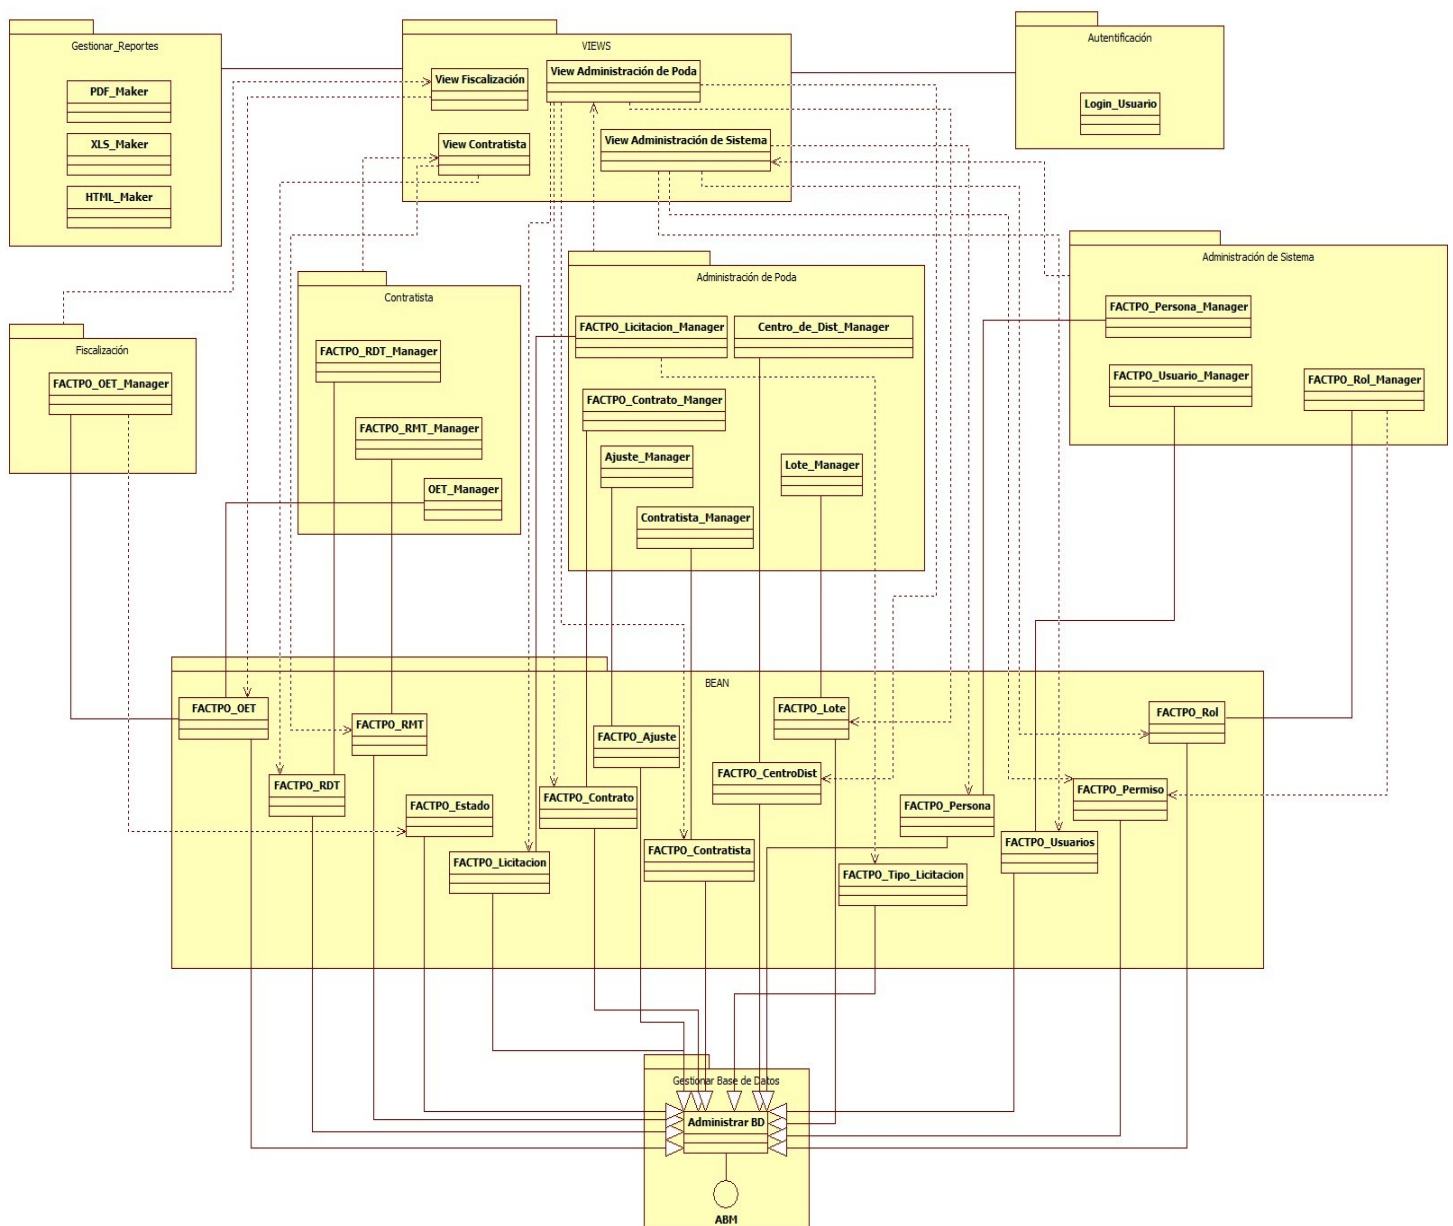 Gestionar_Reportes
PDF_Maker
XLS_Maker
HTML_Maker
VIEWS
View Fiscalización
View Administración de Poda
View Contratista
View Administración de Sistema
Autentificación
Login_Usuario
Fiscalización
FACTPO_OET_Manager
Contratista
FACTPO_RDT_Manager
FACTPO_RMT_Manager
OET_Manager
Administración de Poda
FACTPO_Licitacion_Manager
Centro_de_Dist_Manager
FACTPO_Contrato_Manger
Ajuste_Manager
Lote_Manager
Contratista_Manager
Administración de Sistema
FACTPO_Persona_Manager
FACTPO_Usuario_Manager
FACTPO_Rol_Manager
BEAN
FACTPO_OET
FACTPO_RMT
FACTPO_Lote
FACTPO_Rol
FACTPO_Ajuste
FACTPO_RDT
FACTPO_CentroDist
FACTPO_Estado
FACTPO_Contrato
FACTPO_Persona
FACTPO_Permiso
FACTPO_Licitacion
FACTPO_Contratista
FACTPO_Usuarios
FACTPO_Tipo_Licitacion
Gestionar Base de Datos
Administrar BD
ABM